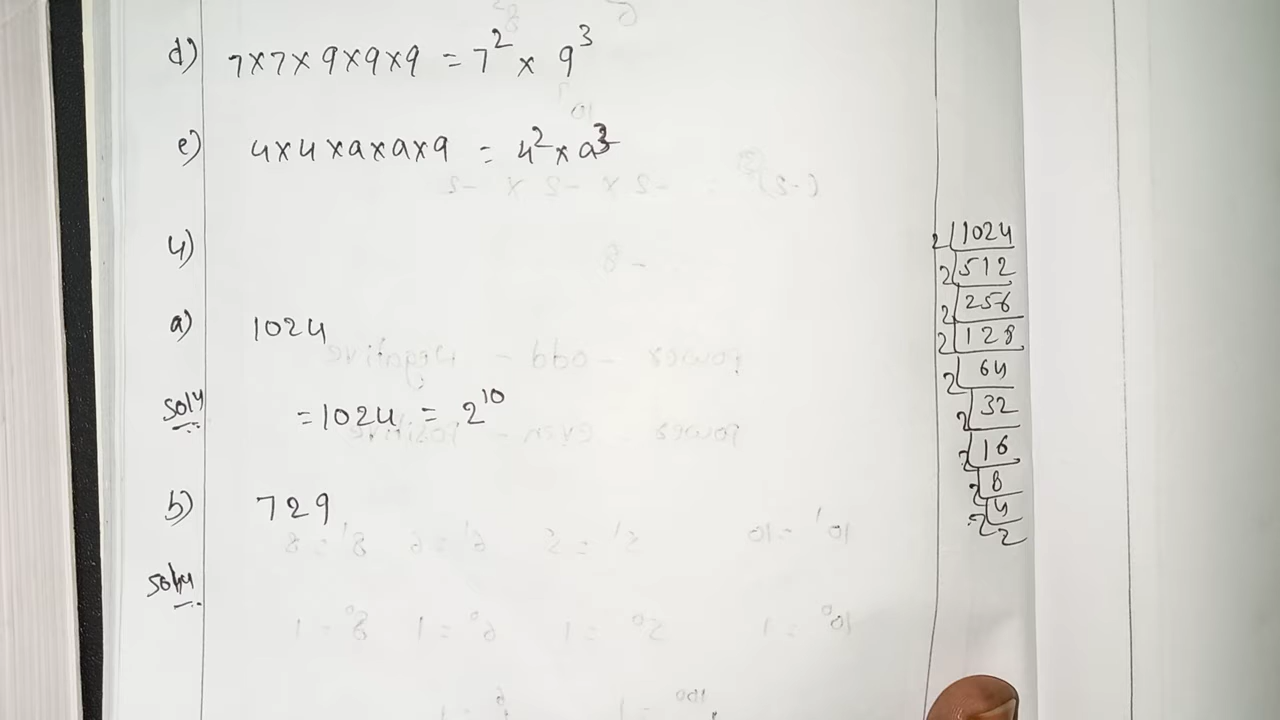 d) 7×7×9×9×9 = 7² × 9³
e) 4×4×a×a×a = 4² × a³
4)
a) 1024
Soln = 1024 = 2¹⁰
b) 729
Soln
2 1024
2 512
2 256
2 128
2 64
2 32
2 16
2 8
2 4
2